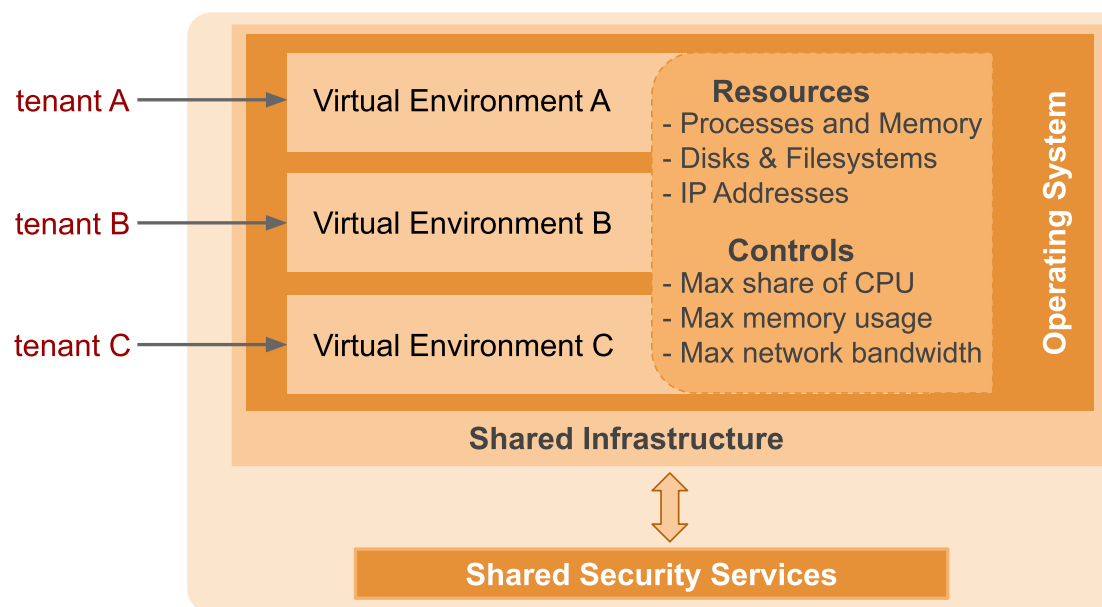 tenant A
Virtual Environment A
tenant B
Virtual Environment B
tenant C
Virtual Environment C
Resources
- Processes and Memory
- Disks & Filesystems
- IP Addresses
Controls
- Max share of CPU
- Max memory usage
- Max network bandwidth
Operating System
Shared Infrastructure
Shared Security Services